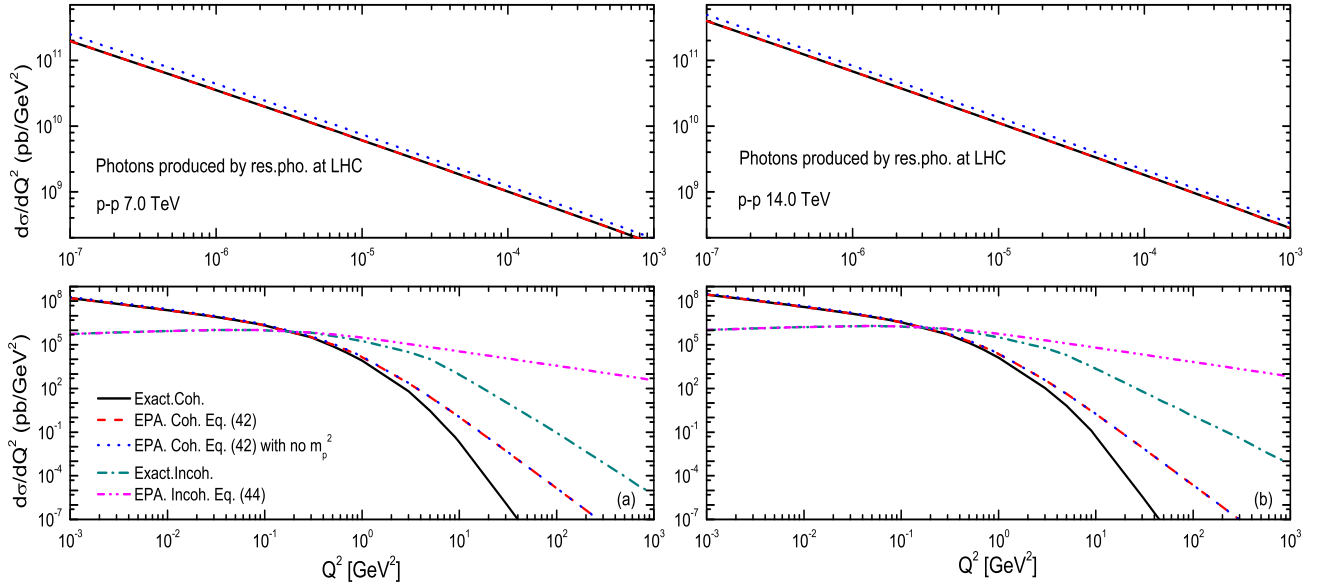 dσ/dQ² (pb/GeV²)
10¹¹
10¹⁰
10⁹
Photons produced by res.pho. at LHC
p-p 7.0 TeV
10⁻⁷ 10⁻⁶ 10⁻⁵ 10⁻⁴ 10⁻³
10¹¹
10¹⁰
10⁹
Photons produced by res.pho. at LHC
p-p 14.0 TeV
10⁻⁷ 10⁻⁶ 10⁻⁵ 10⁻⁴ 10⁻³
dσ/dQ² (pb/GeV²)
10⁸
10⁵
10²
10⁻¹
10⁻⁴
10⁻⁷
Exact.Coh.
EPA. Coh. Eq. (42)
EPA. Coh. Eq. (42) with no mₚ²
Exact.Incoh.
EPA. Incoh. Eq. (44)
(a)
10⁻³ 10⁻² 10⁻¹ 10⁰ 10¹ 10² 10³
Q² [GeV²]
10⁸
10⁵
10²
10⁻¹
10⁻⁴
10⁻⁷
(b)
10⁻³ 10⁻² 10⁻¹ 10⁰ 10¹ 10² 10³
Q² [GeV²]